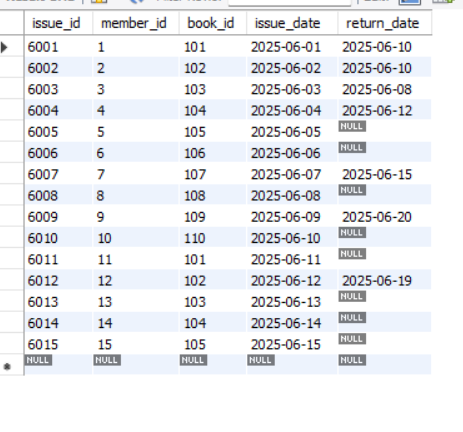 issue_id member_id book_id issue_date return_date
6001 1 101 2025-06-01 2025-06-10
6002 2 102 2025-06-02 2025-06-10
6003 3 103 2025-06-03 2025-06-08
6004 4 104 2025-06-04 2025-06-12
6005 5 105 2025-06-05 NULL
6006 6 106 2025-06-06 NULL
6007 7 107 2025-06-07 2025-06-15
6008 8 108 2025-06-08 NULL
6009 9 109 2025-06-09 2025-06-20
6010 10 110 2025-06-10 NULL
6011 11 101 2025-06-11 NULL
6012 12 102 2025-06-12 2025-06-19
6013 13 103 2025-06-13 NULL
6014 14 104 2025-06-14 NULL
6015 15 105 2025-06-15 NULL
NULL NULL NULL NULL NULL